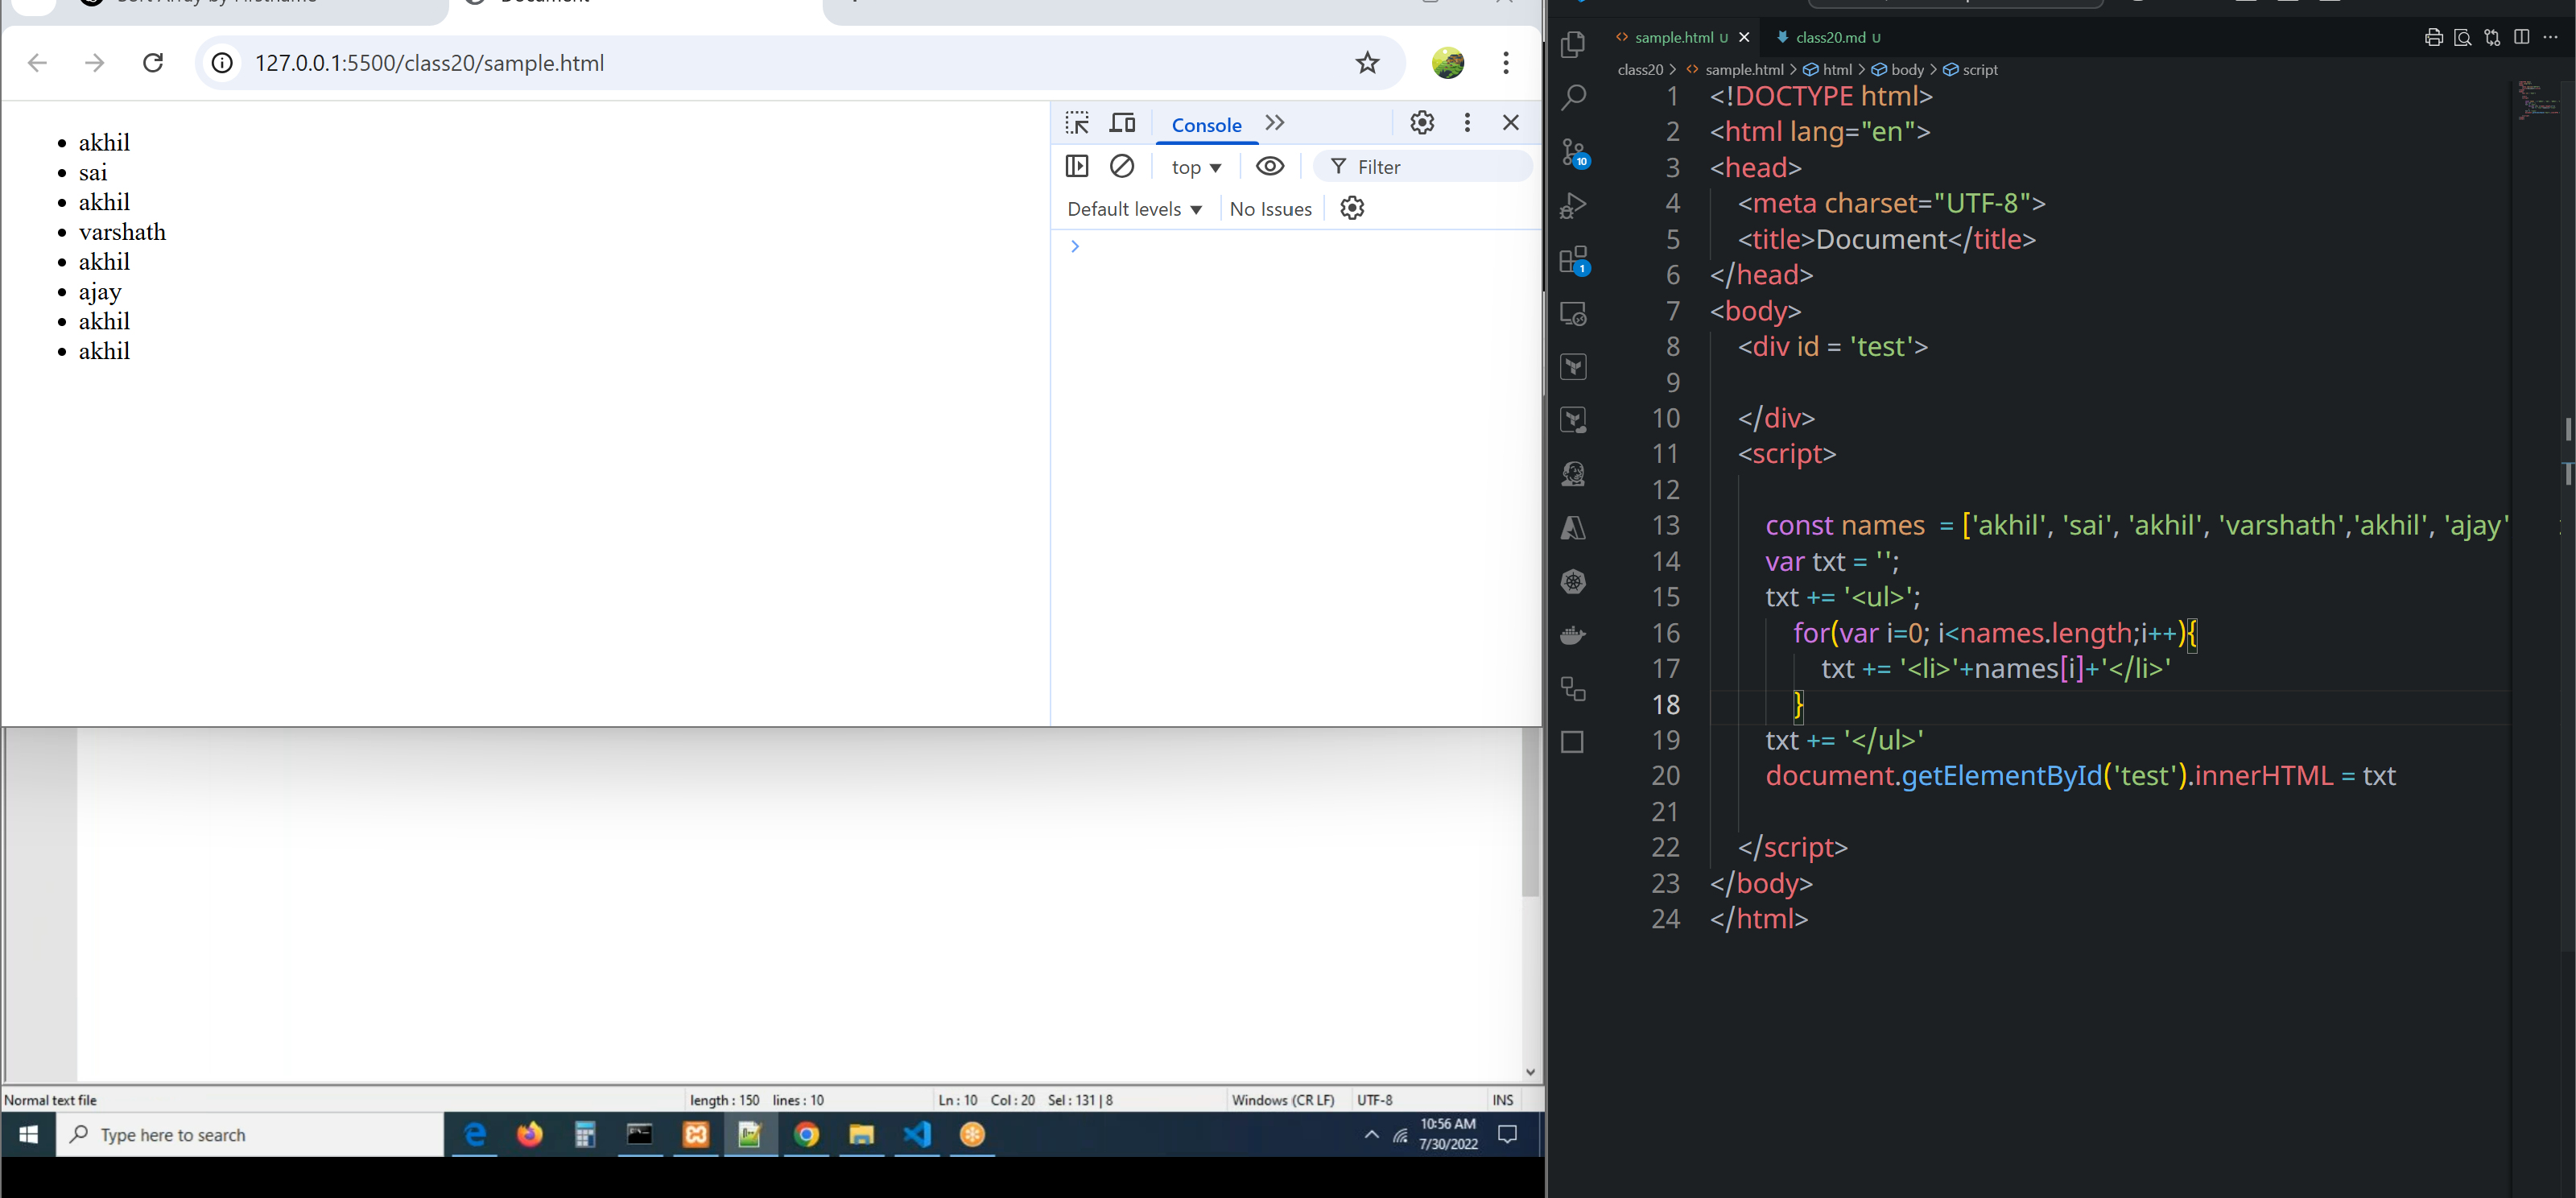 Document
127.0.0.1:5500/class20/sample.html
akhil
sai
akhil
varshath
akhil
ajay
akhil
akhil
Console
top
Filter
Default levels
No Issues
Normal text file
length : 150 lines : 10
Ln : 10 Col : 20 Sel : 131 | 8
Windows (CR LF)
UTF-8
INS
Type here to search
10:56 AM
7/30/2022
sample.html U
class20.md U
class20 > sample.html > html > body > script
10
1
1 <!DOCTYPE html>
2 <html lang="en">
3 <head>
4 <meta charset="UTF-8">
5 <title>Document</title>
6 </head>
7 <body>
8 <div id = 'test'>
9
10 </div>
11 <script>
12
13 const names = ['akhil', 'sai', 'akhil', 'varshath','akhil', 'ajay'
14 var txt = '';
15 txt += '<ul>';
16 for(var i=0; i<names.length;i++){
17 txt += '<li>'+names[i]+'</li>'
18 }
19 txt += '</ul>'
20 document.getElementById('test').innerHTML = txt
21
22 </script>
23 </body>
24 </html>